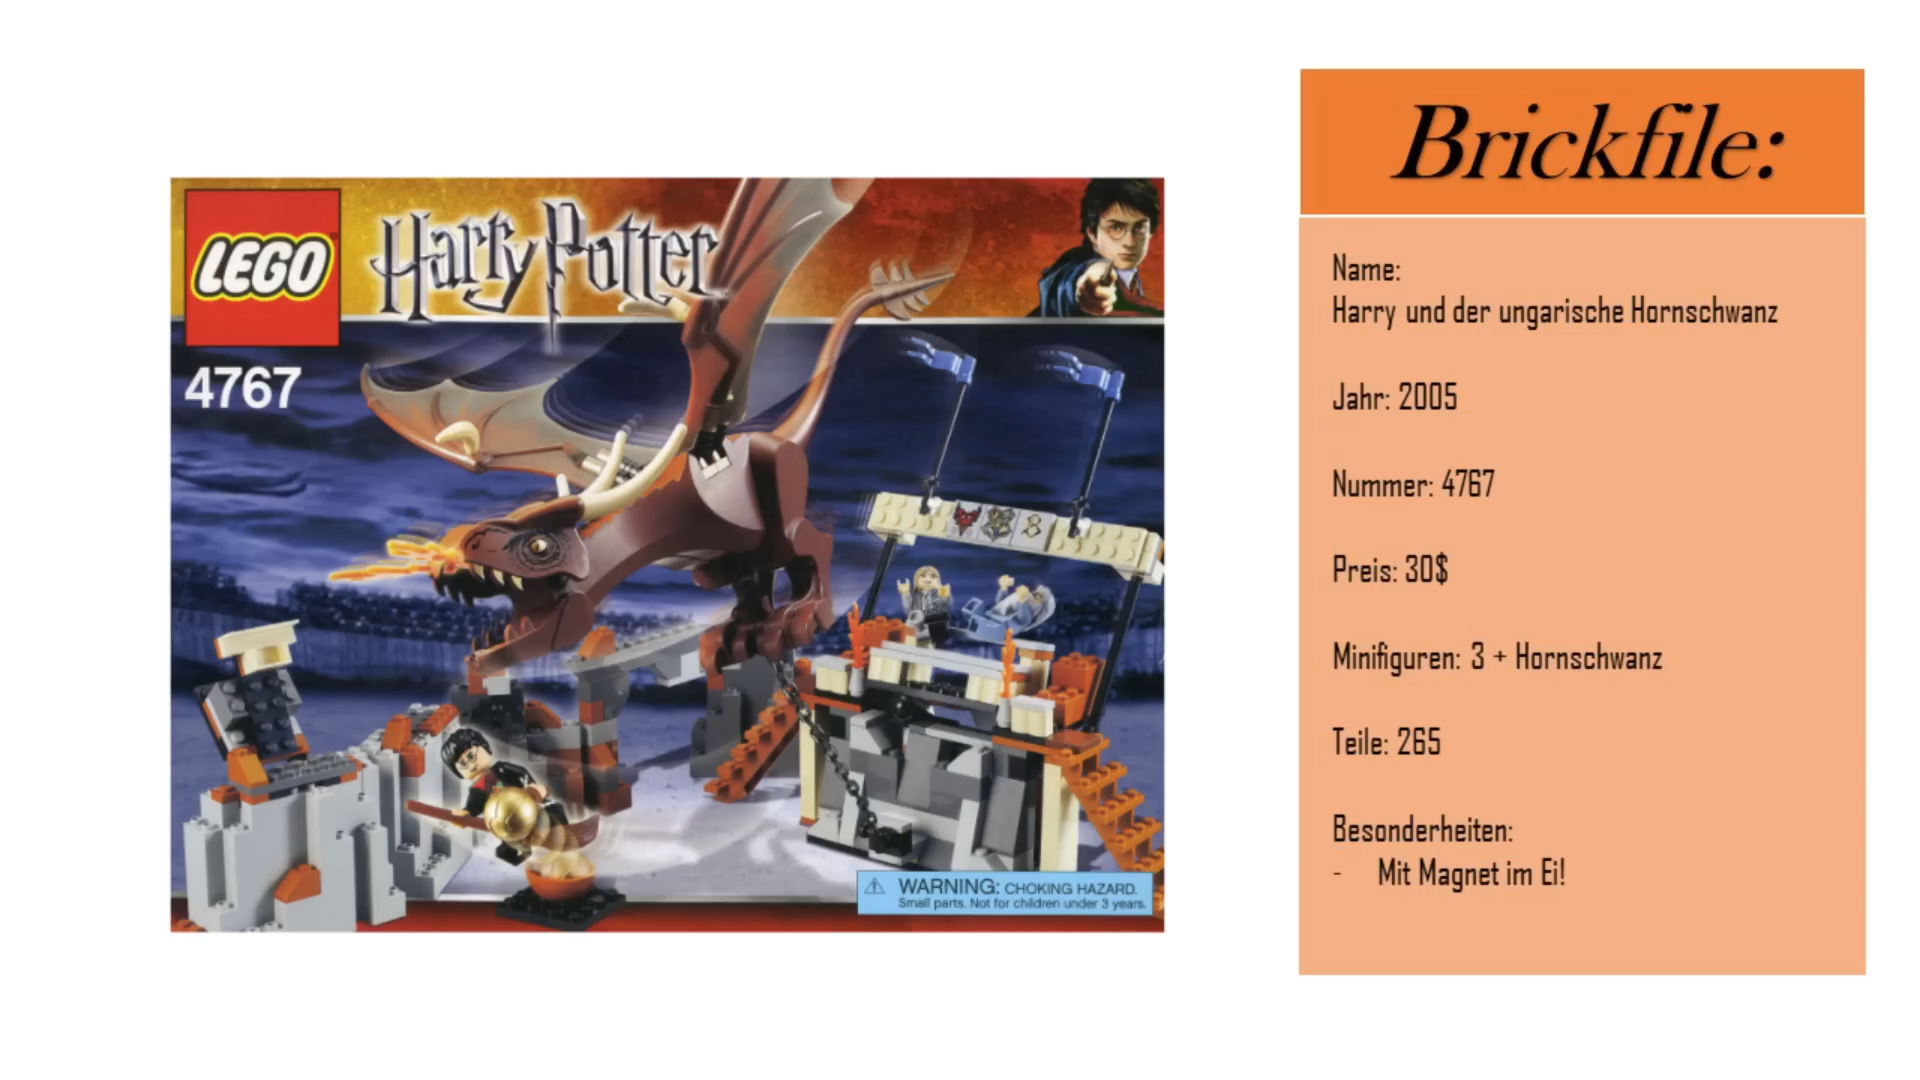 LEGO
Harry Potter
4767
WARNING: CHOKING HAZARD.
Small parts. Not for children under 3 years.
Brickfile:
Name:
Harry und der ungarische Hornschwanz
Jahr: 2005
Nummer: 4767
Preis: 30$
Minifiguren: 3 + Hornschwanz
Teile: 265
Besonderheiten:
- Mit Magnet im Ei!